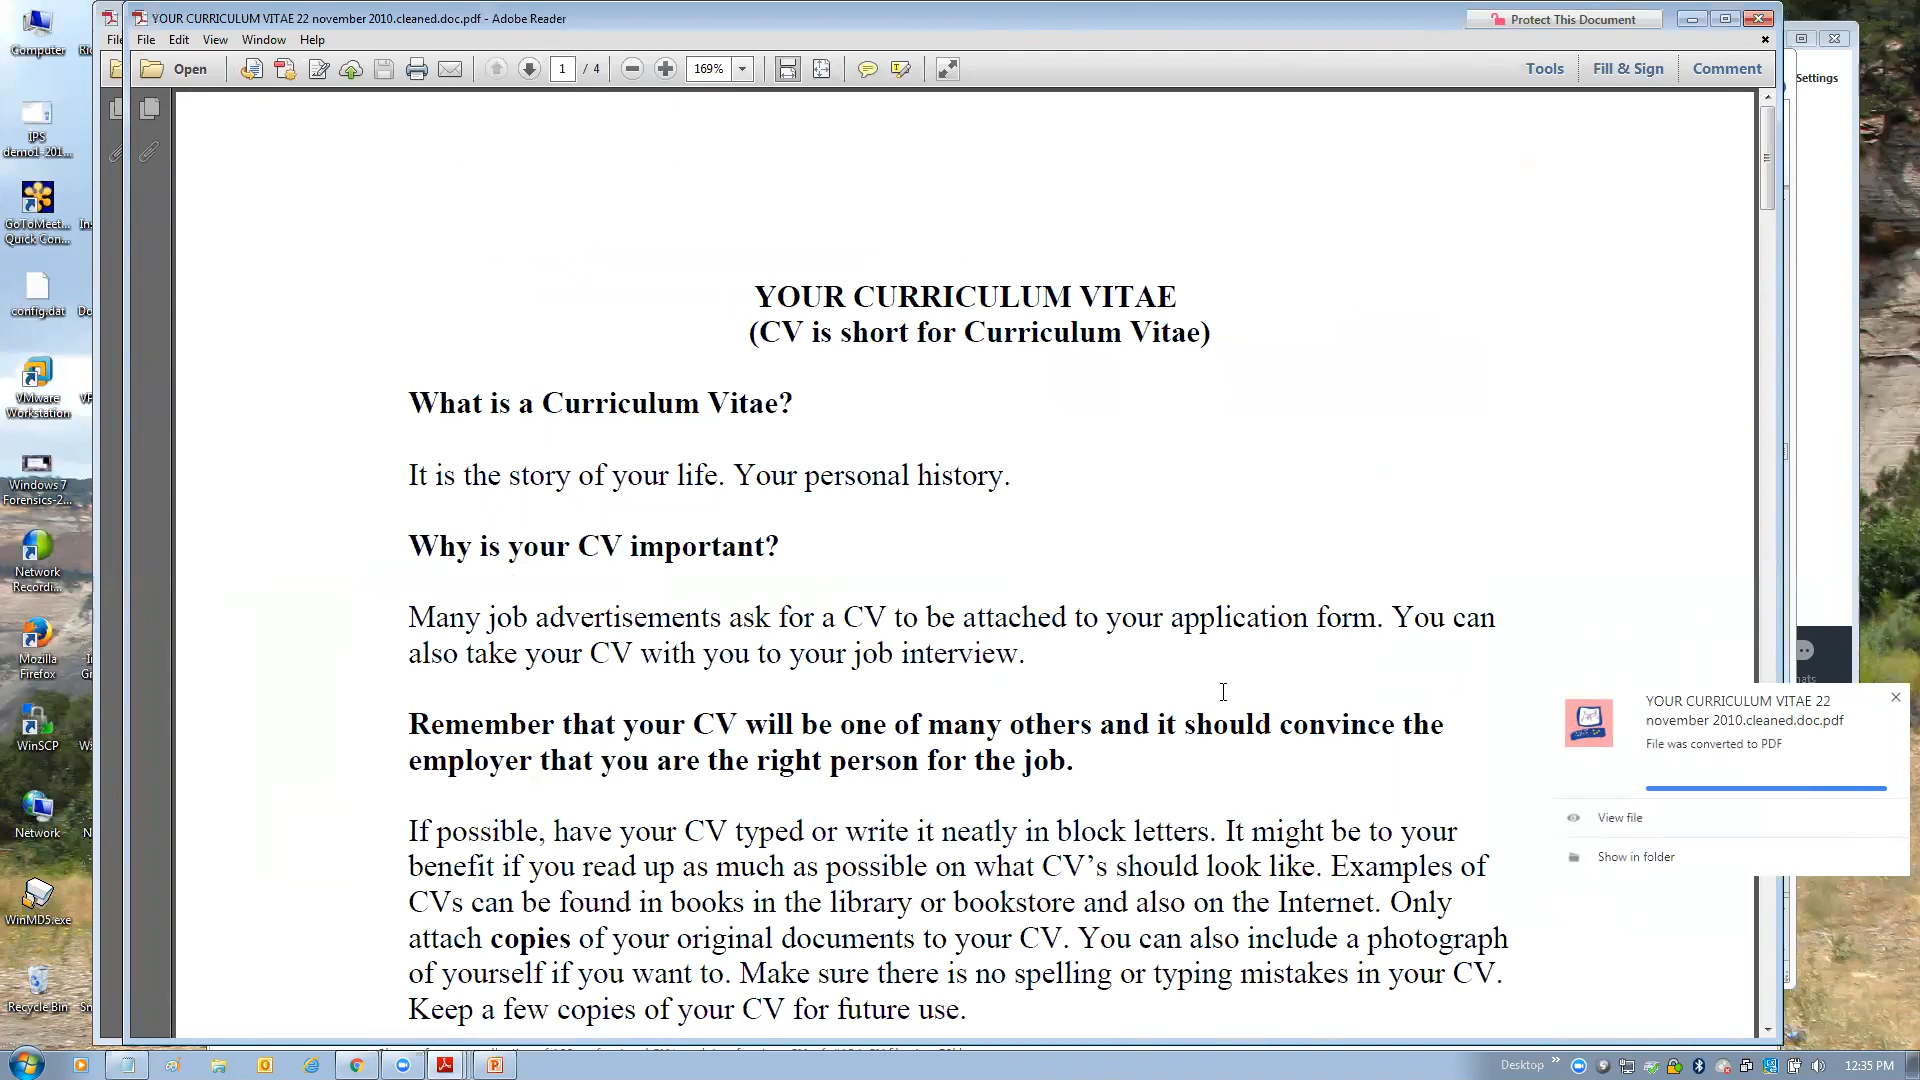 YOUR CURRICULUM VITAE 22 november 2010.cleaned.doc.pdf - Adobe Reader
Protect This Document
File Edit View Window Help
Open
1 / 4
169%
Tools
Fill & Sign
Comment
Settings
Computer
IPS
demo1-201...
GoToMeet...
Quick Con...
config.dat
VMware
Workstation
Windows 7
Forensics-2...
Network
Recordi...
Mozilla
Firefox
WinSCP
Network
WinMD5.exe
Recycle Bin
YOUR CURRICULUM VITAE
(CV is short for Curriculum Vitae)
What is a Curriculum Vitae?
It is the story of your life. Your personal history.
Why is your CV important?
Many job advertisements ask for a CV to be attached to your application form. You can
also take your CV with you to your job interview.
Remember that your CV will be one of many others and it should convince the
employer that you are the right person for the job.
If possible, have your CV typed or write it neatly in block letters. It might be to your
benefit if you read up as much as possible on what CV's should look like. Examples of
CVs can be found in books in the library or bookstore and also on the Internet. Only
attach copies of your original documents to your CV. You can also include a photograph
of yourself if you want to. Make sure there is no spelling or typing mistakes in your CV.
Keep a few copies of your CV for future use.
YOUR CURRICULUM VITAE 22
november 2010.cleaned.doc.pdf
File was converted to PDF
View file
Show in folder
Desktop
12:35 PM